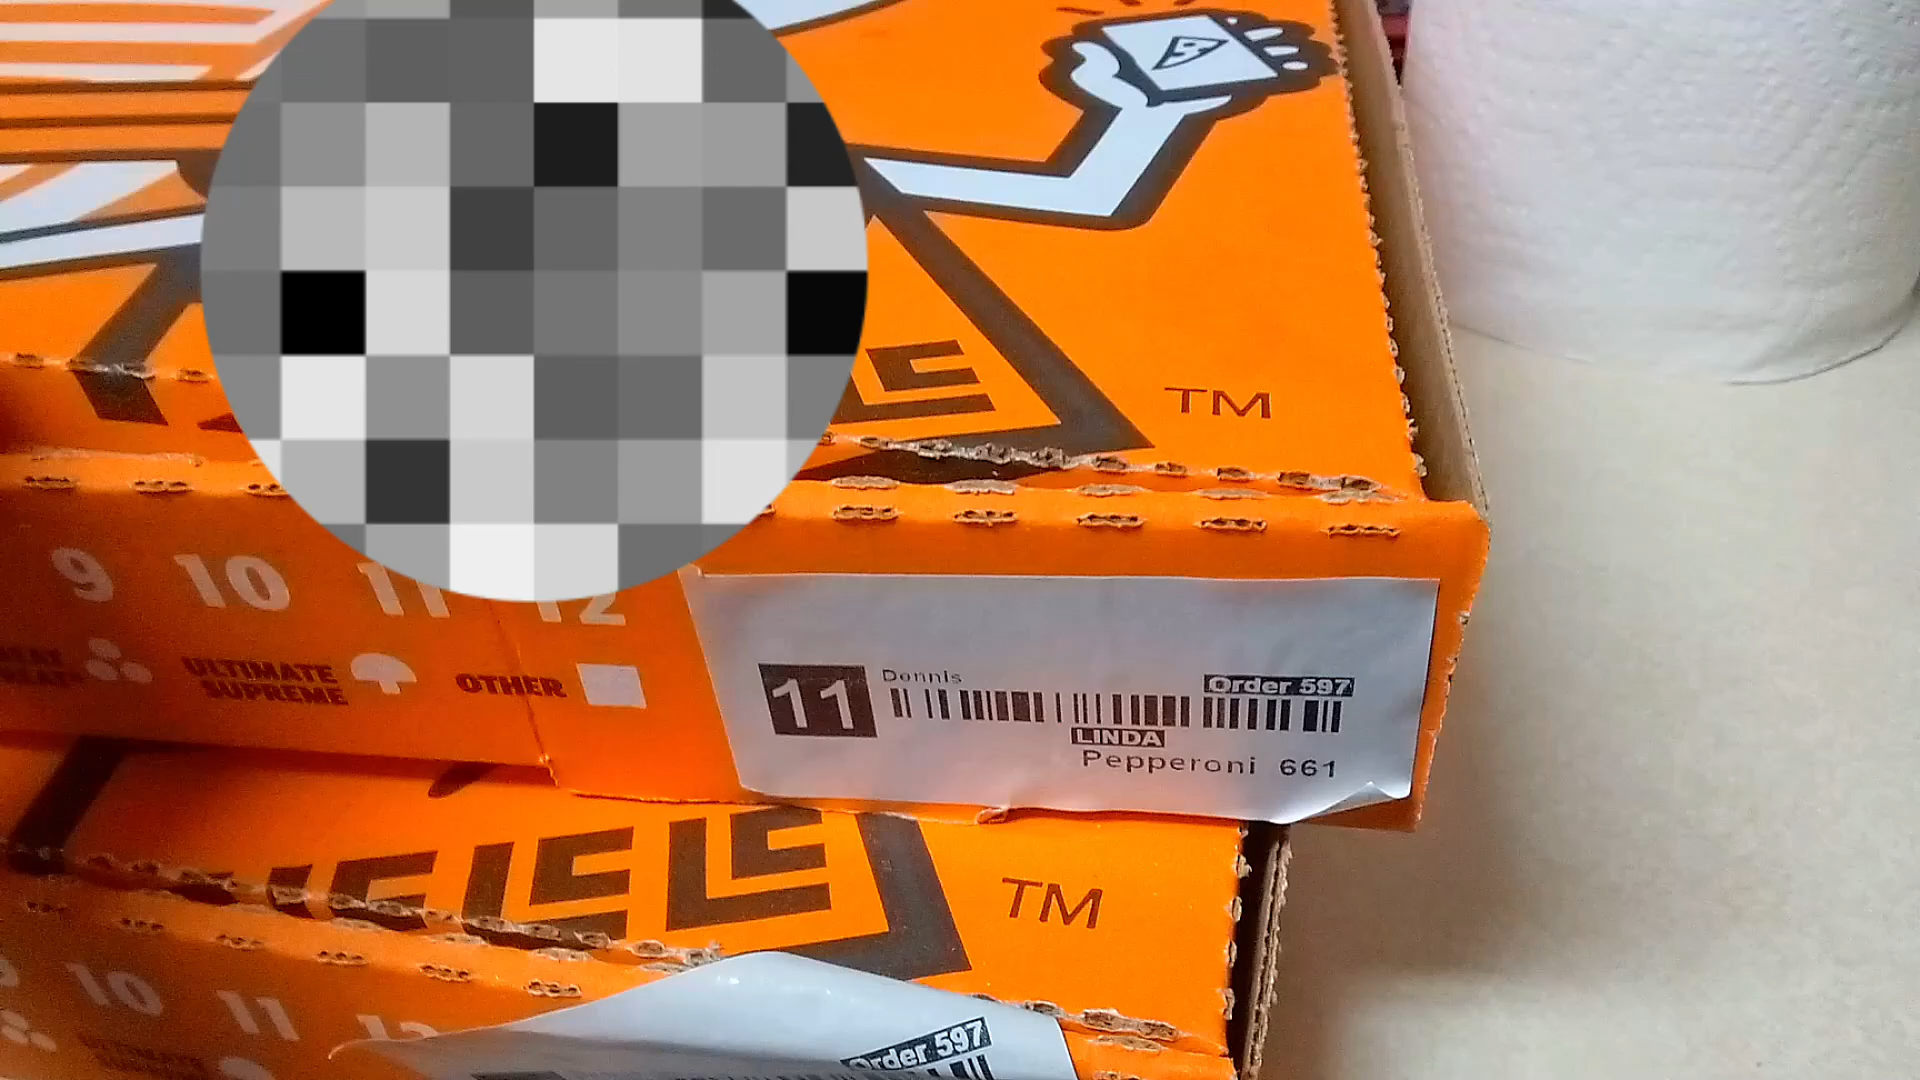 TM
9 10 11 12
ULTIMATE
SUPREME
OTHER
11
Dennis
Order 597
LINDA
Pepperoni 661
TM
10 11 12
Order 597